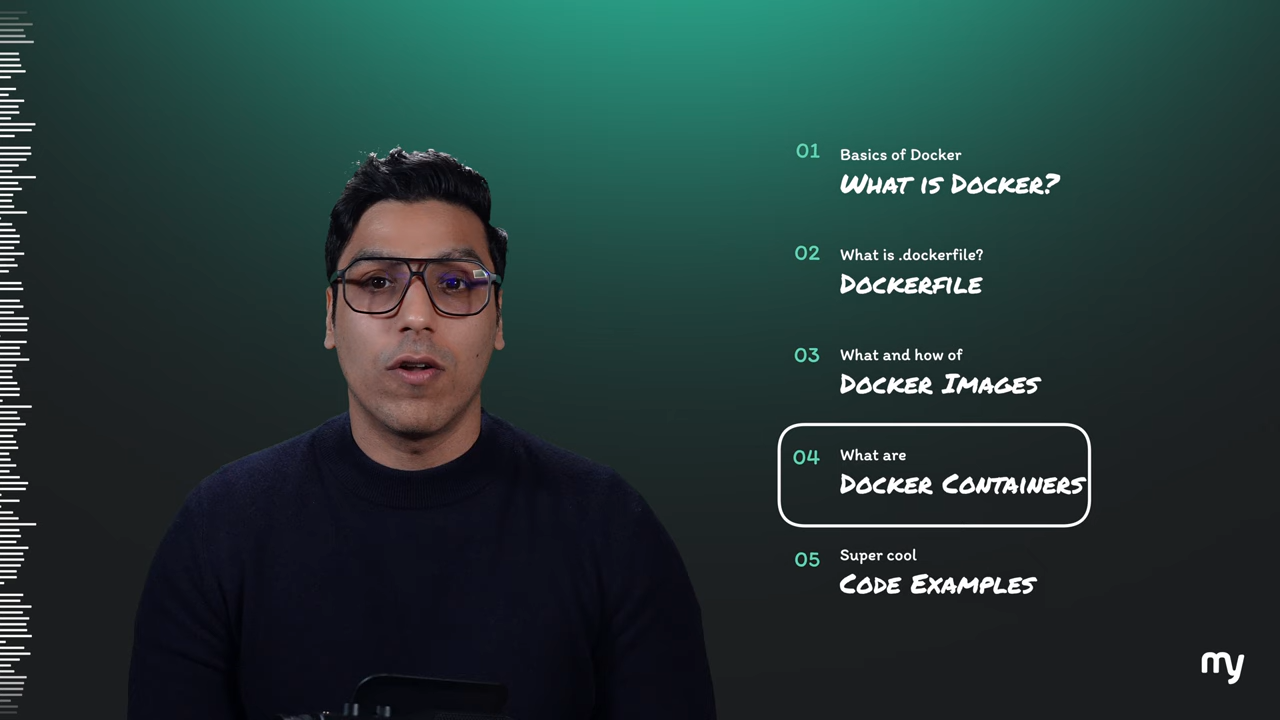 01
Basics of Docker
What is Docker?
02
What is .dockerfile?
Dockerfile
03
What and how of
Docker Images
04
What are
Docker Containers
05
Super cool
Code Examples
my